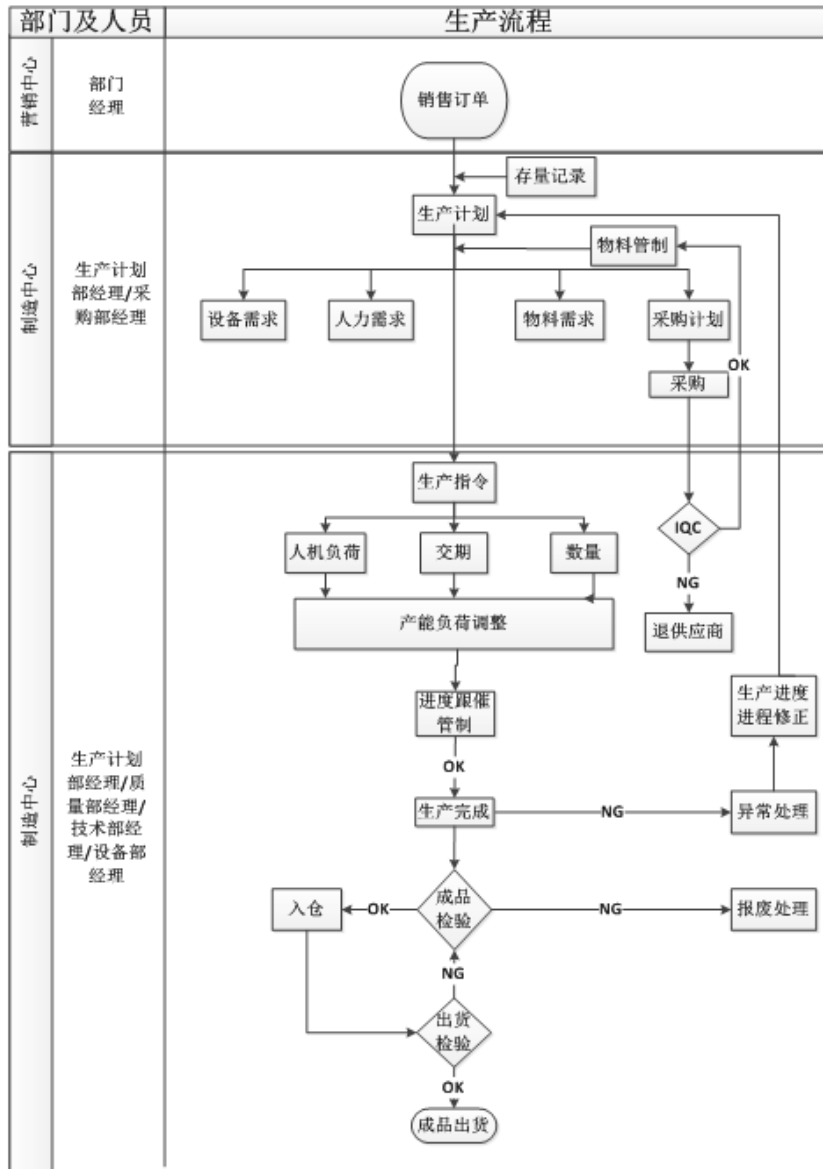 部门及人员
生产流程
营销中心
部门
经理
销售订单
制造中心
生产计划
部经理/采
购部经理
存量记录
生产计划
物料管制
设备需求
人力需求
物料需求
采购计划
OK
采购
制造中心
生产计划
部经理/质
量部经理/
技术部经
理/设备部
经理
生产指令
IQC
人机负荷
交期
数量
NG
产能负荷调整
退供应商
进度跟催
管制
生产进度
进程修正
OK
生产完成
NG
异常处理
入仓
OK
成品
检验
NG
报废处理
NG
出货
检验
OK
成品出货